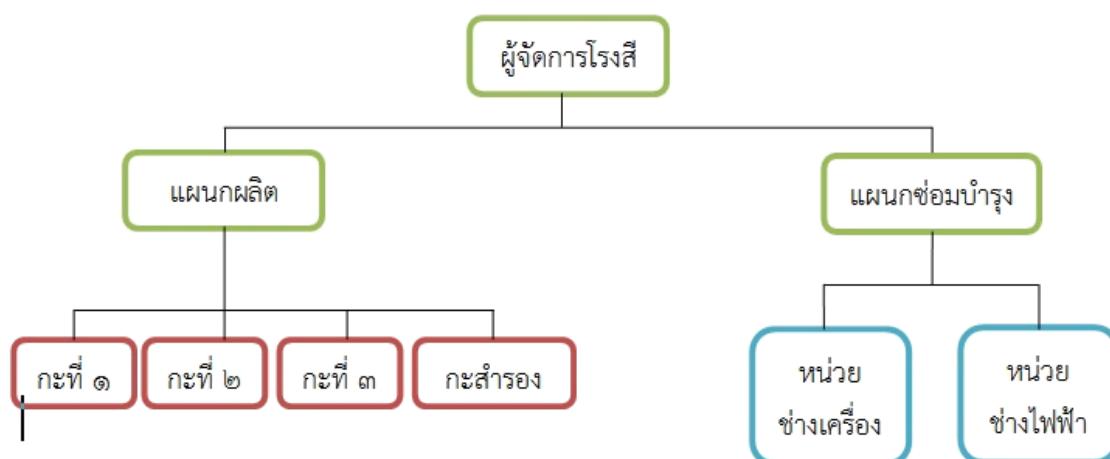 ผู้จัดการโรงสี
แผนกผลิต
แผนกซ่อมบำรุง
กะที่ ๑
กะที่ ๒
กะที่ ๓
กะสำรอง
หน่วย
ช่างเครื่อง
หน่วย
ช่างไฟฟ้า